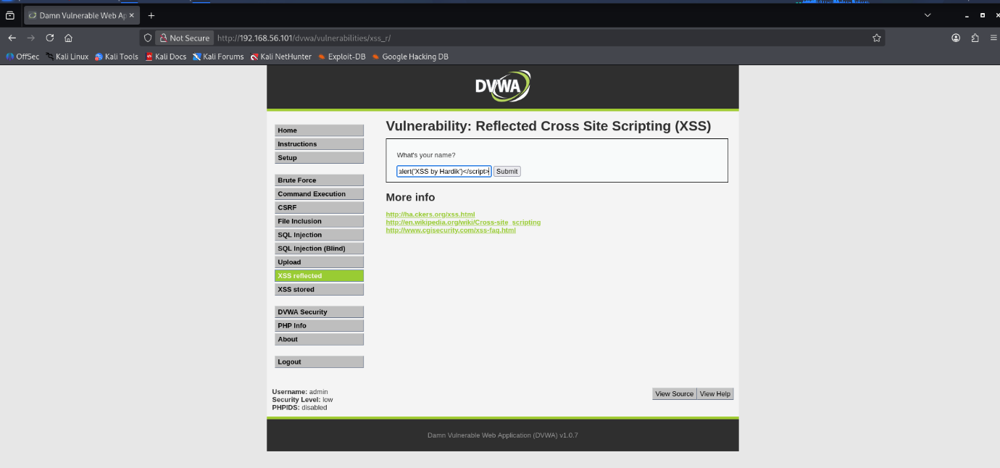 Damn Vulnerable Web Ap
Not Secure http://192.168.56.101/dvwa/vulnerabilities/xss_r/
OffSec Kali Linux Kali Tools Kali Docs Kali Forums Kali NetHunter Exploit-DB Google Hacking DB
DVWA
Home
Instructions
Setup
Brute Force
Command Execution
CSRF
File Inclusion
SQL Injection
SQL Injection (Blind)
Upload
XSS reflected
XSS stored
DVWA Security
PHP Info
About
Logout
Vulnerability: Reflected Cross Site Scripting (XSS)
What's your name?
alert('XSS by Hardik')</script> Submit
More info
http://ha.ckers.org/xss.html
http://en.wikipedia.org/wiki/Cross-site_scripting
http://www.cgisecurity.com/xss-faq.html
Username: admin
Security Level: low
PHPIDS: disabled
View Source View Help
Damn Vulnerable Web Application (DVWA) v1.0.7